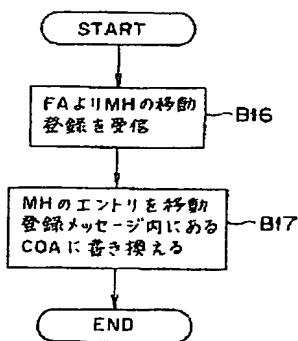 START
FAよりMHの移動
登録を受信
B16
MHのエントリを移動
登録メッセージ内にある
COAに書き換える
B17
END